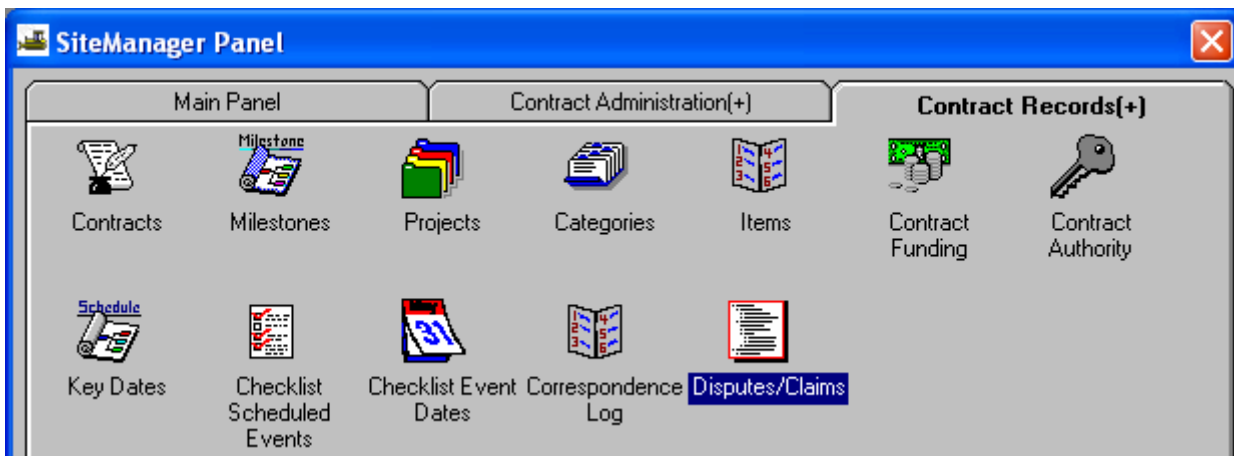 SiteManager Panel
Main Panel
Contract Administration(+)
Contract Records(+)
Milestone
Contracts
Milestones
Projects
Categories
Items
Contract
Funding
Contract
Authority
Schedule
31
Key Dates
Checklist
Scheduled
Events
Checklist Event
Dates
Correspondence
Log
Disputes/Claims